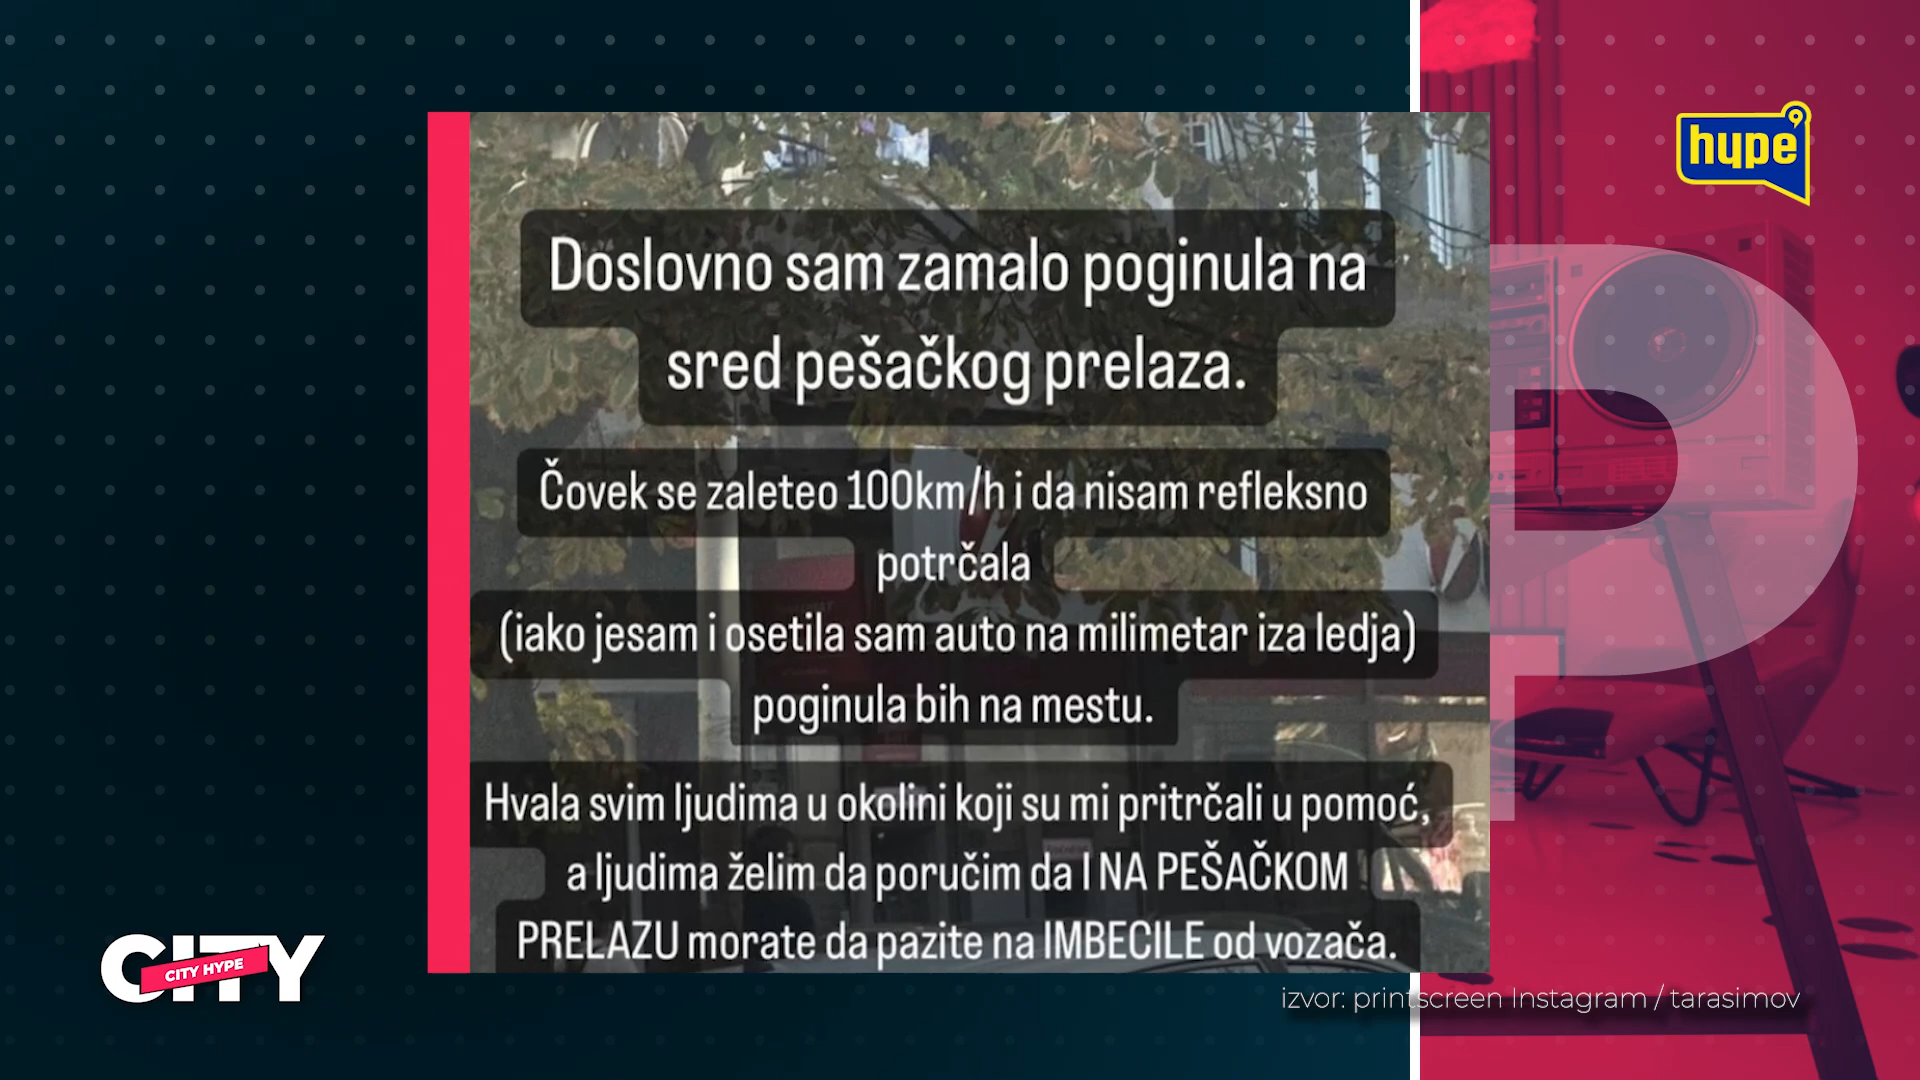 hype
Doslovno sam zamalo poginula na
sred pešačkog prelaza.
Čovek se zaleteo 100km/h i da nisam refleksno
potrčala
(iako jesam i osetila sam auto na milimetar iza ledja)
poginula bih na mestu.
Hvala svim ljudima u okolini koji su mi pritrčali u pomoć,
a ljudima želim da poručim da I NA PEŠAČKOM
PRELAZU morate da pazite na IMBECILE od vozača.
P
CITY
CITY HYPE
izvor: printscreen Instagram / tarasimov